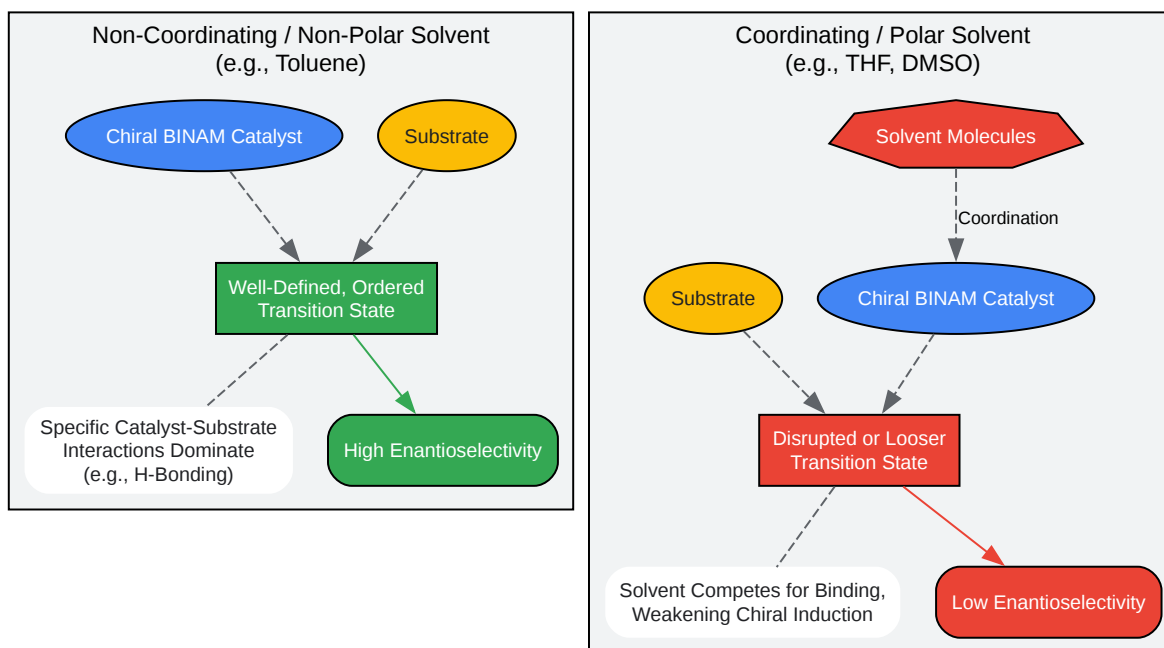 Non-Coordinating / Non-Polar Solvent
(e.g., Toluene)
Chiral BINAM Catalyst
Substrate
Well-Defined, Ordered
Transition State
Specific Catalyst-Substrate
Interactions Dominate
(e.g., H-Bonding)
High Enantioselectivity
Coordinating / Polar Solvent
(e.g., THF, DMSO)
Solvent Molecules
Coordination
Substrate
Chiral BINAM Catalyst
Disrupted or Looser
Transition State
Solvent Competes for Binding,
Weakening Chiral Induction
Low Enantioselectivity